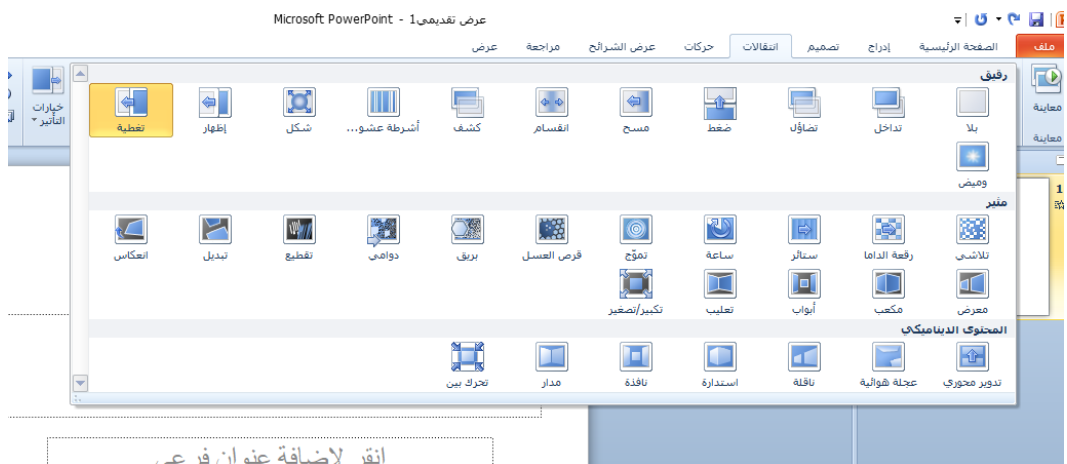 عرض تقديمي1 - Microsoft PowerPoint
ملف الصفحة الرئيسية إدراج تصميم انتقالات حركات عرض الشرائح مراجعة عرض
معاينة
معاينة
خيارات
التأثير
رقيق
بلا تداخل تضاؤل ضغط مسح انقسام كشف أشرطة عشو... شكل إظهار تغطية
وميض
مثير
تلاشي رقعة الداما ستائر ساعة تموّج قرص العسل بريق دوامي تقطيع تبديل انعكاس
معرض مكعب أبواب تعليب تكبير/تصغير
المحتوى الديناميكي
تدوير محوري عجلة هوائية ناقلة استدارة نافذة مدار تحرك بين
1
انقر لإضافة عنوان فرعي